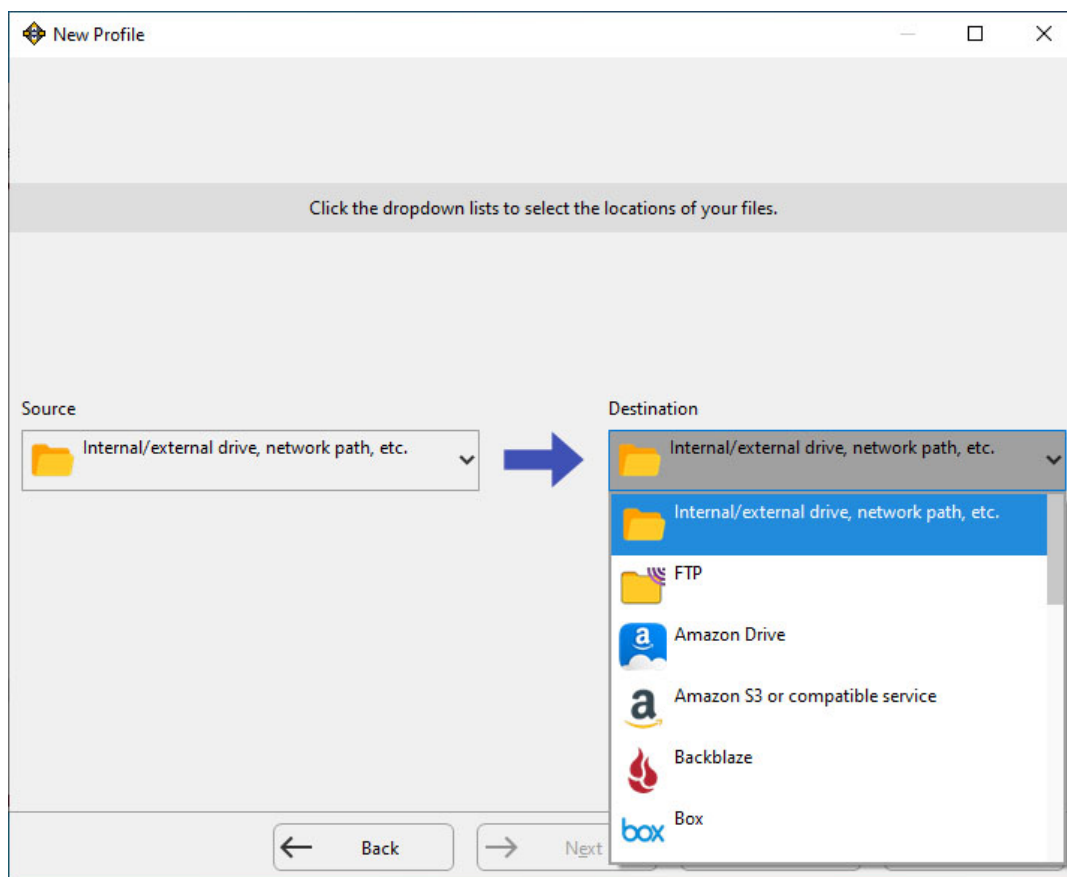 New Profile
Click the dropdown lists to select the locations of your files.
Source
Destination
Internal/external drive, network path, etc.
Internal/external drive, network path, etc.
Internal/external drive, network path, etc.
FTP
a
Amazon Drive
a
Amazon S3 or compatible service
Backblaze
box
Box
Back
Next